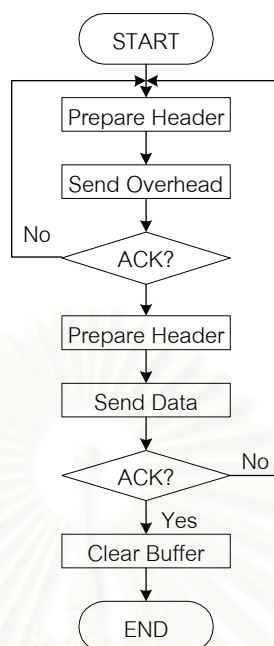 START
Prepare Header
Send Overhead
No
ACK?
Prepare Header
Send Data
ACK?
No
Yes
Clear Buffer
END